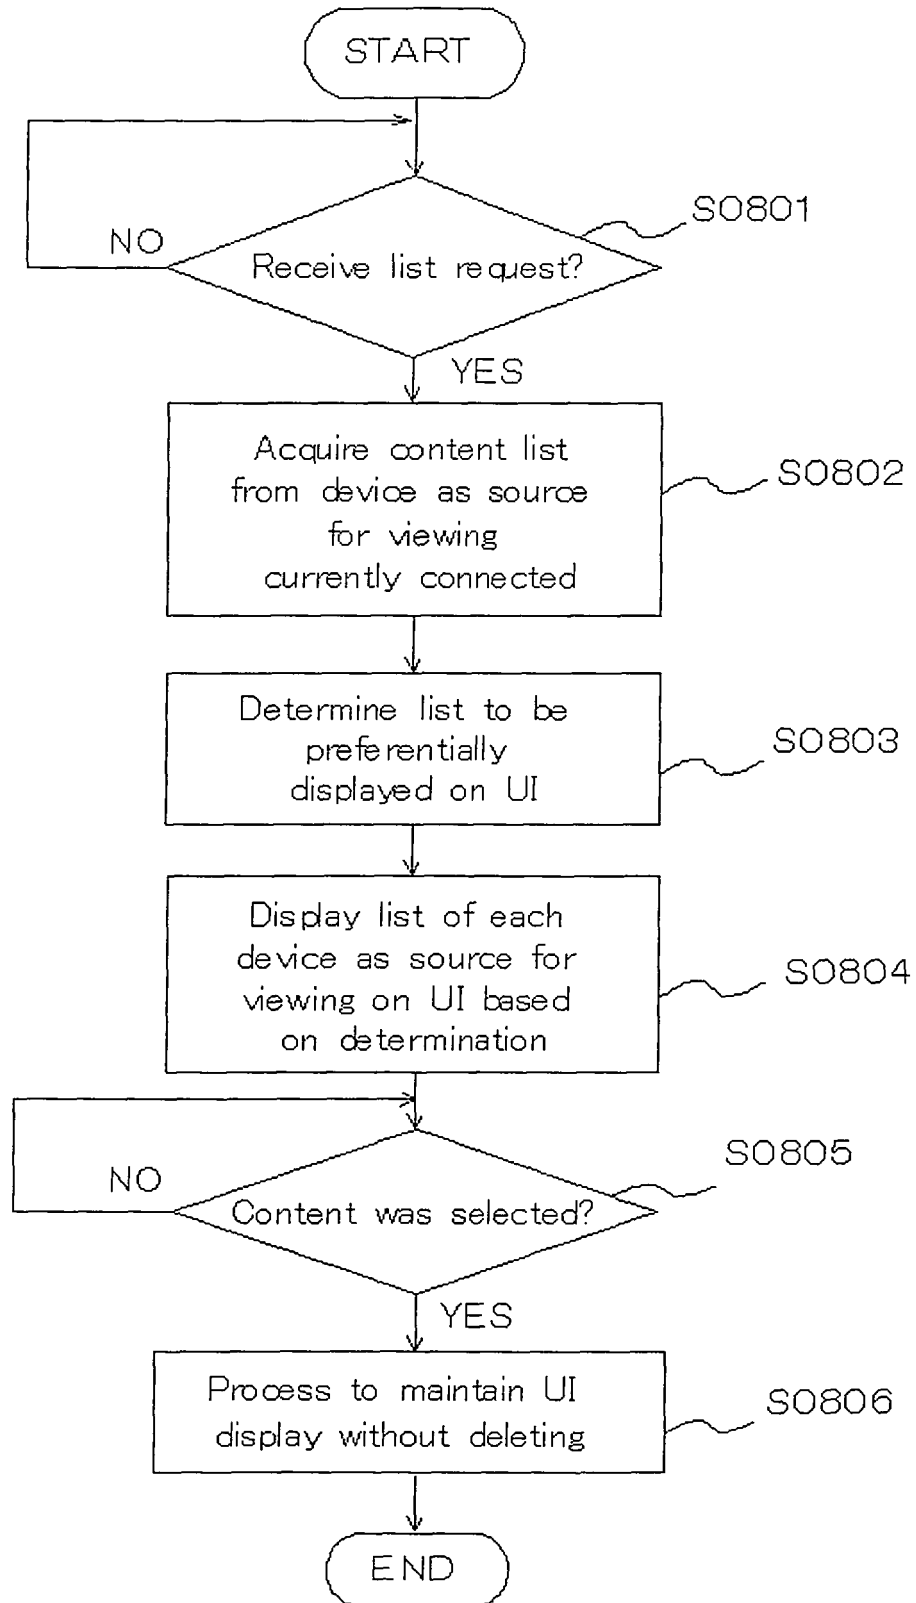 START
NO
S0801
Receive list request?
YES
Acquire content list
from device as source
for viewing
currently connected
S0802
Determine list to be
preferentially
displayed on UI
S0803
Display list of each
device as source for
viewing on UI based
on determination
S0804
NO
S0805
Content was selected?
YES
Process to maintain UI
display without deleting
S0806
END